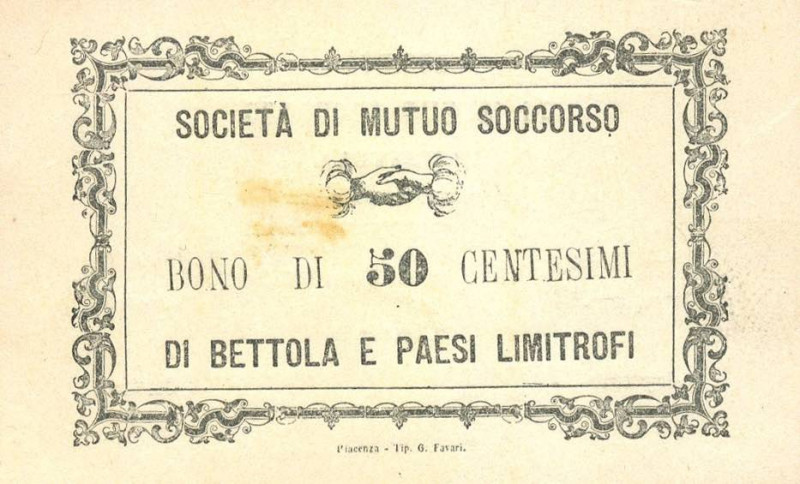 SOCIETÀ DI MUTUO SOCCORSO
BONO DI 50 CENTESIMI
DI BETTOLA E PAESI LIMITROFI
Piacenza - Tip. G. Favari.